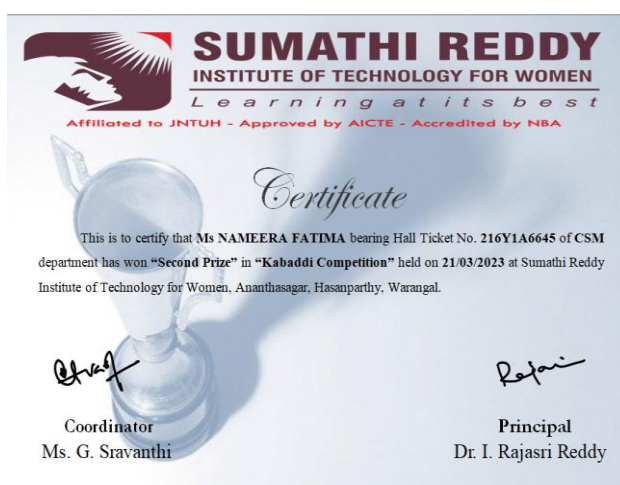 SUMATHI REDDY
INSTITUTE OF TECHNOLOGY FOR WOMEN
Learning at its best
Affiliated to JNTUH - Approved by AICTE - Accredited by NBA
Certificate
This is to certify that Ms NAMEERA FATIMA bearing Hall Ticket No. 216Y1A6645 of CSM
department has won “Second Prize” in “Kabaddi Competition” held on 21/03/2023 at Sumathi Reddy
Institute of Technology for Women, Ananthasagar, Hasanparthy, Warangal.
Coordinator
Ms. G. Sravanthi
Principal
Dr. I. Rajasri Reddy